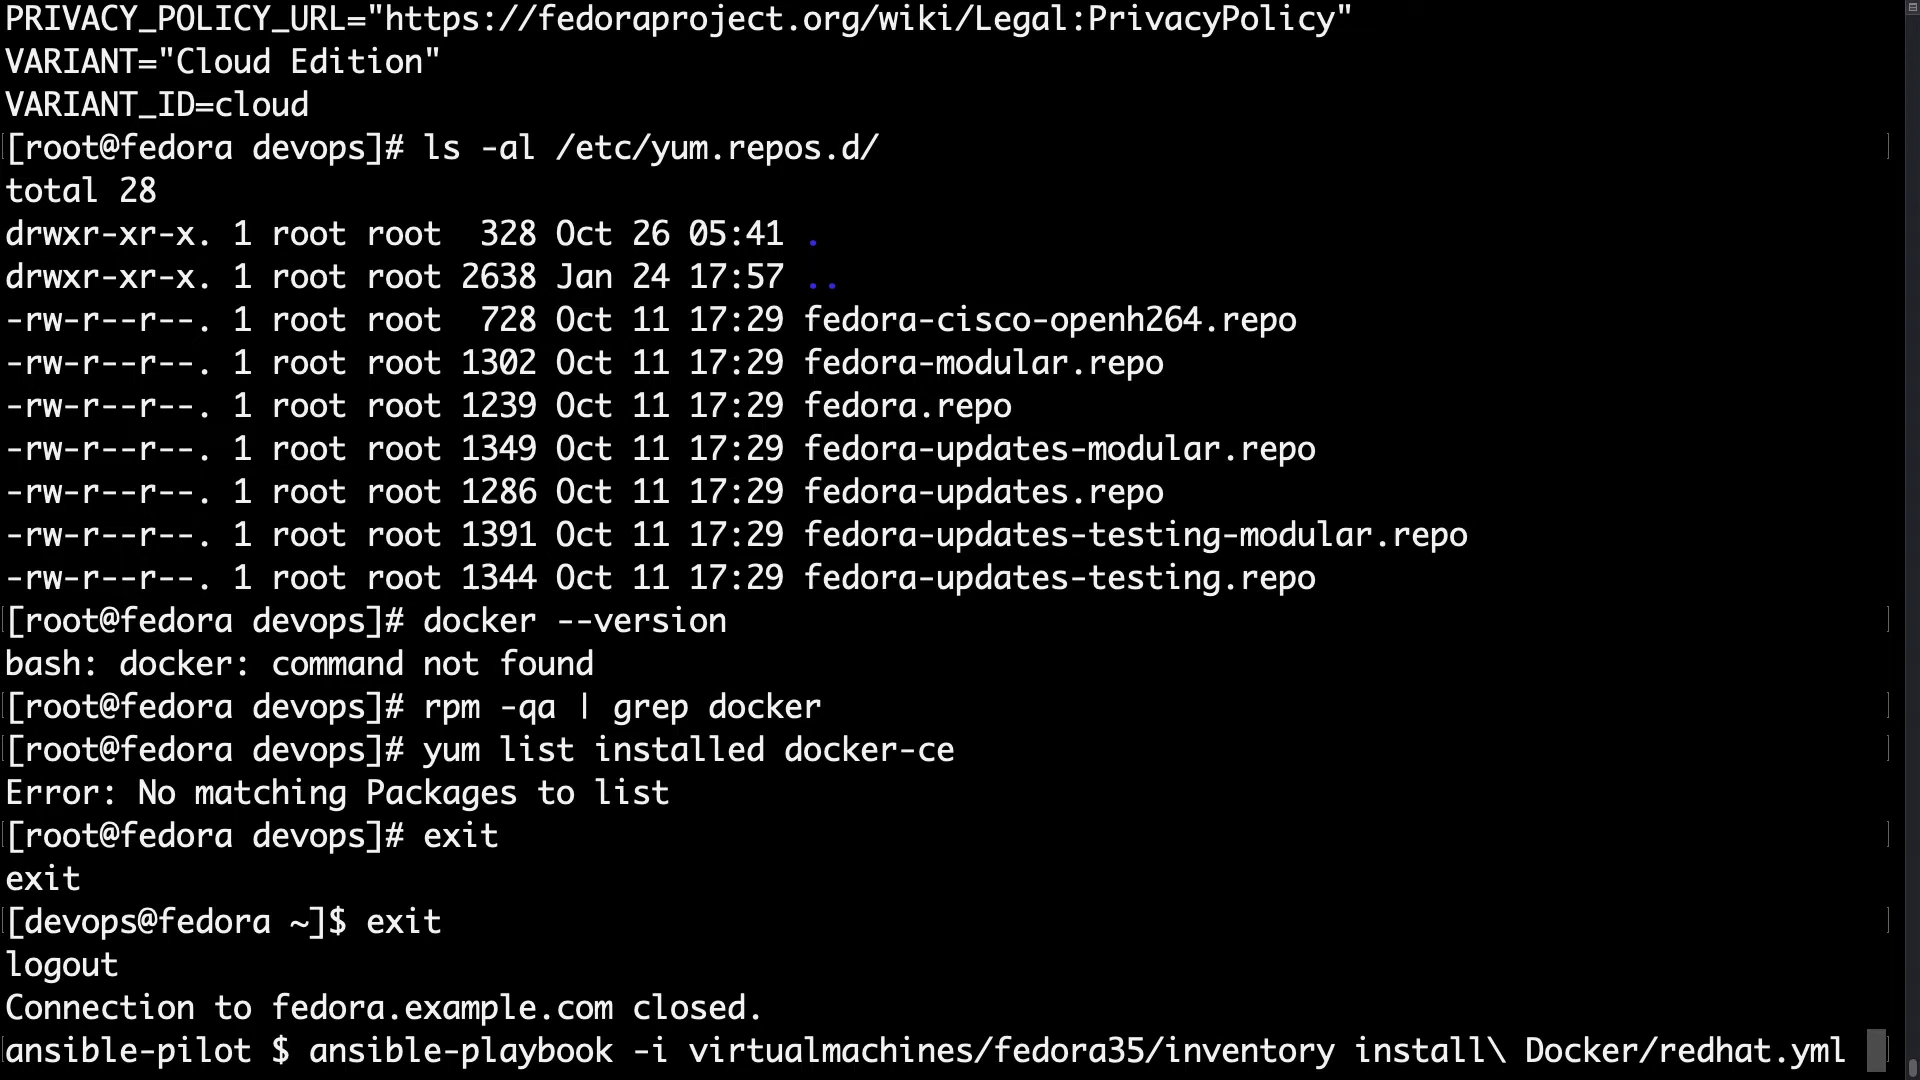 PRIVACY_POLICY_URL="https://fedoraproject.org/wiki/Legal:PrivacyPolicy"
VARIANT="Cloud Edition"
VARIANT_ID=cloud
[root@fedora devops]# ls -al /etc/yum.repos.d/
total 28
drwxr-xr-x. 1 root root  328 Oct 26 05:41 .
drwxr-xr-x. 1 root root 2638 Jan 24 17:57 ..
-rw-r--r--. 1 root root  728 Oct 11 17:29 fedora-cisco-openh264.repo
-rw-r--r--. 1 root root 1302 Oct 11 17:29 fedora-modular.repo
-rw-r--r--. 1 root root 1239 Oct 11 17:29 fedora.repo
-rw-r--r--. 1 root root 1349 Oct 11 17:29 fedora-updates-modular.repo
-rw-r--r--. 1 root root 1286 Oct 11 17:29 fedora-updates.repo
-rw-r--r--. 1 root root 1391 Oct 11 17:29 fedora-updates-testing-modular.repo
-rw-r--r--. 1 root root 1344 Oct 11 17:29 fedora-updates-testing.repo
[root@fedora devops]# docker --version
bash: docker: command not found
[root@fedora devops]# rpm -qa | grep docker
[root@fedora devops]# yum list installed docker-ce
Error: No matching Packages to list
[root@fedora devops]# exit
exit
[devops@fedora ~]$ exit
logout
Connection to fedora.example.com closed.
ansible-pilot $ ansible-playbook -i virtualmachines/fedora35/inventory install\ Docker/redhat.yml